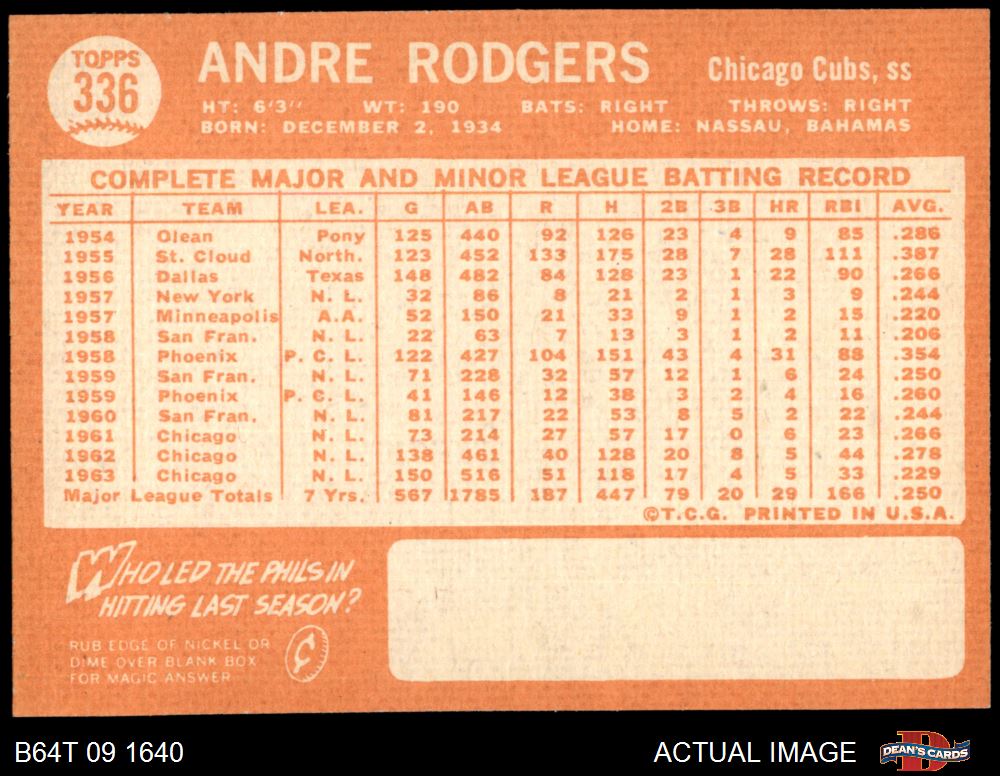 TOPPS
336
ANDRE RODGERS
Chicago Cubs, ss
HT: 6'3" WT: 190 BATS: RIGHT THROWS: RIGHT
BORN: DECEMBER 2, 1934 HOME: NASSAU, BAHAMAS
COMPLETE MAJOR AND MINOR LEAGUE BATTING RECORD
YEAR TEAM LEA. G AB R H 2B 3B HR RBI AVG.
1954 Olean Pony 125 440 92 126 23 4 9 85 .286
1955 St. Cloud North. 123 452 133 175 28 7 28 111 .387
1956 Dallas Texas 148 482 84 128 23 1 22 90 .266
1957 New York N. L. 32 86 8 21 2 1 3 9 .244
1957 Minneapolis A.A. 52 150 21 33 9 1 2 15 .220
1958 San Fran. N. L. 22 63 7 13 3 1 2 11 .206
1958 Phoenix P. C. L. 122 427 104 151 43 4 31 88 .354
1959 San Fran. N. L. 71 228 32 57 12 1 6 24 .250
1959 Phoenix P. C. L. 41 146 12 38 3 2 4 16 .260
1960 San Fran. N. L. 81 217 22 53 8 5 2 22 .244
1961 Chicago N. L. 73 214 27 57 17 0 6 23 .266
1962 Chicago N. L. 138 461 40 128 20 8 5 44 .278
1963 Chicago N. L. 150 516 51 118 17 4 5 33 .229
Major League Totals 7 Yrs. 567 1785 187 447 79 20 29 166 .250
©T.C.G. PRINTED IN U.S.A.
WHO LED THE PHILS IN
HITTING LAST SEASON?
RUB EDGE OF NICKEL OR
DIME OVER BLANK BOX
FOR MAGIC ANSWER
B64T 09 1640
ACTUAL IMAGE
D
DEAN'S CARDS